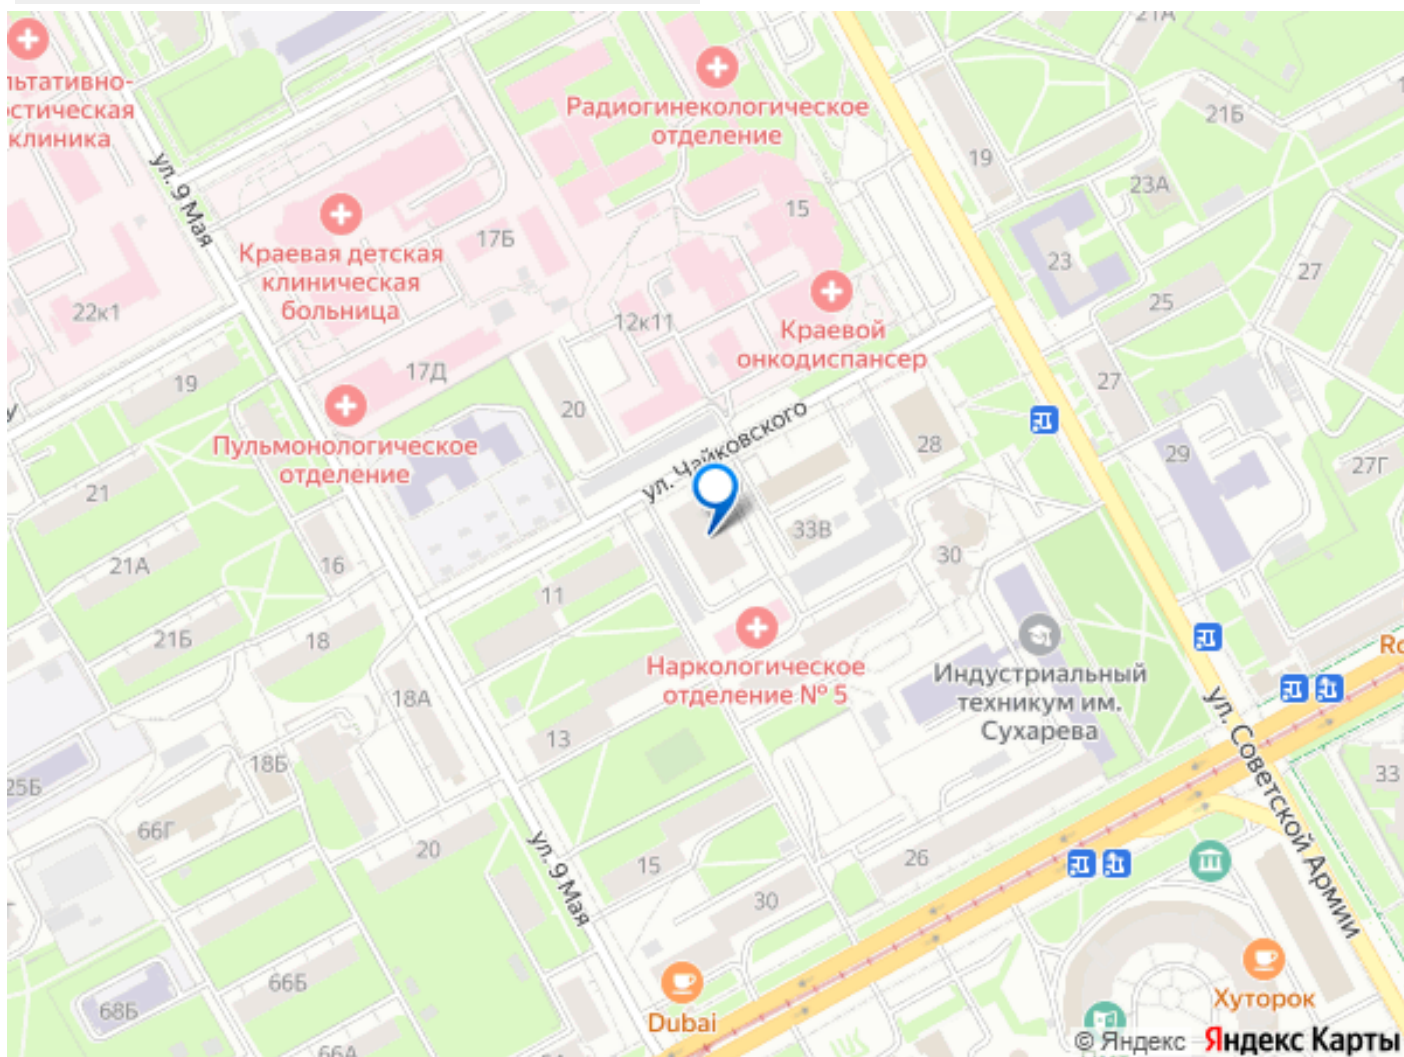 21А
льтативно-
остическая
клиника
Радиогинекологическое
отделение
21Б
19
23А
ул. 9 Мая
15
17Б
Краевая детская
клиническая
больница
23
27
22к1
12к11
25
Краевой
онкодиспансер
17Д
19
27
20
Пульмонологическое
отделение
ул. Чайковского
28
29
27Г
21
33В
30
21А
16
11
21Б
18
Наркологическое
отделение № 5
Индустриальный
техникум им.
Сухарева
Ro
18А
ул. Советской Армии
13
18Б
25Б
33
66Г
20
ул. 9 Мая
15
26
30
66Б
68Б
Dubai
Хуторок
66А
© Яндекс Яндекс Карты